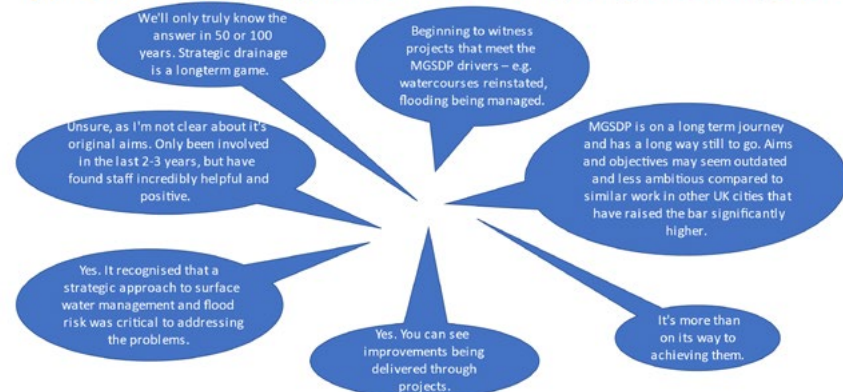 We'll only truly know the
answer in 50 or 100
years. Strategic drainage
is a longterm game.
Beginning to witness
projects that meet the
MGSDP drivers – e.g.
watercourses reinstated,
flooding being managed.
Unsure, as I'm not clear about it's
original aims. Only been involved
in the last 2-3 years, but have
found staff incredibly helpful and
positive.
MGSDP is on a long term journey
and has a long way still to go. Aims
and objectives may seem outdated
and less ambitious compared to
similar work in other UK cities that
have raised the bar significantly
higher.
Yes. It recognised that a
strategic approach to surface
water management and flood
risk was critical to addressing
the problems.
Yes. You can see
improvements being
delivered through
projects.
It's more than
on its way to
achieving them.